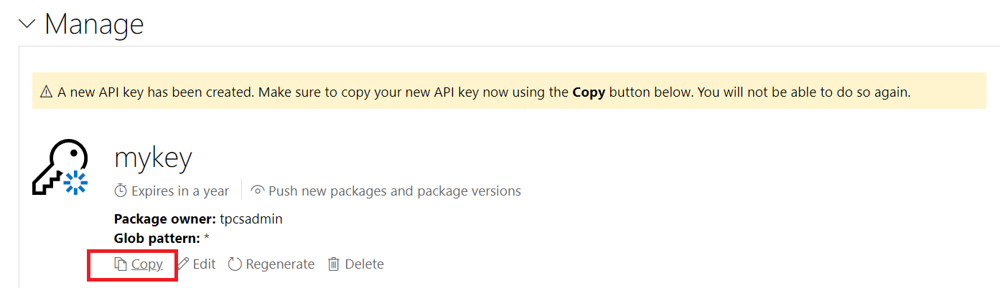 Manage
A new API key has been created. Make sure to copy your new API key now using the Copy button below. You will not be able to do so again.
mykey
Expires in a year Push new packages and package versions
Package owner: tpcsadmin
Glob pattern: *
Copy Edit Regenerate Delete